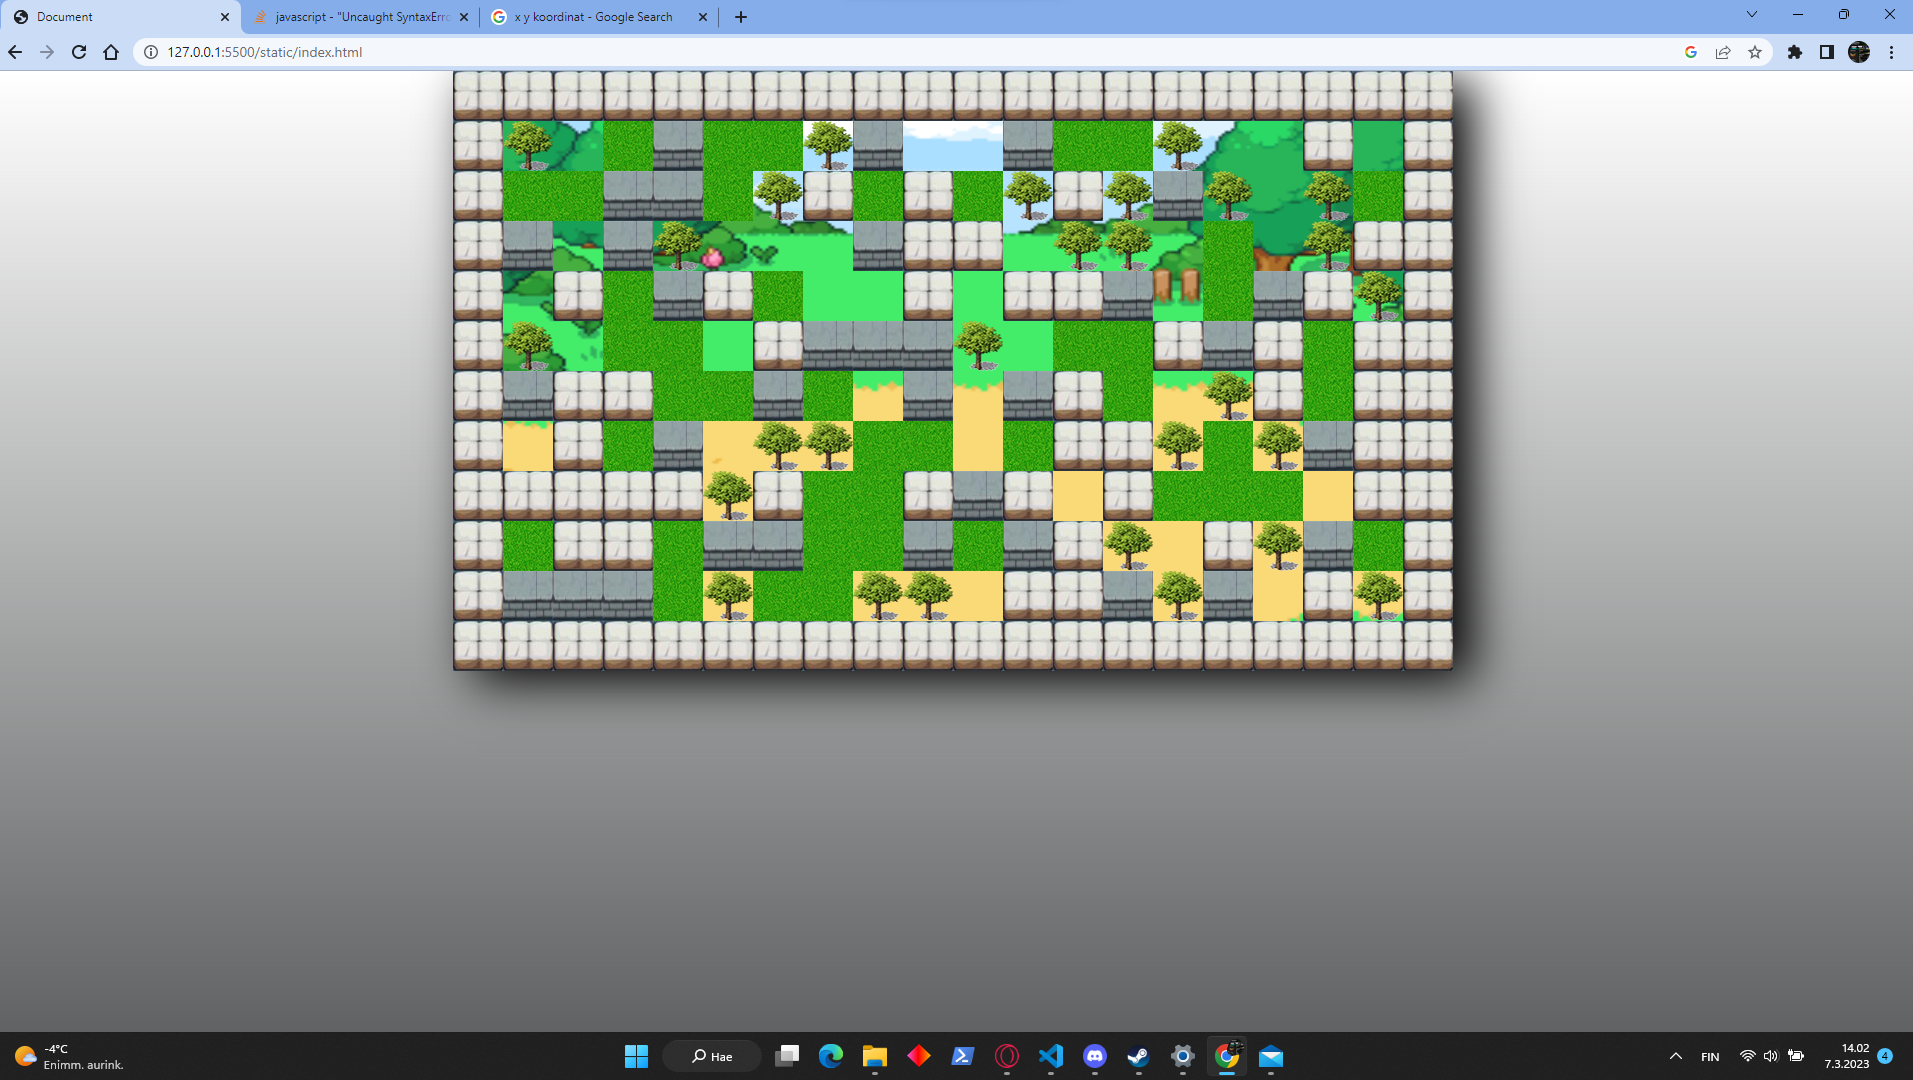 Document
javascript - "Uncaught SyntaxErro
x y koordinat - Google Search
127.0.0.1:5500/static/index.html
-4°C
Enimm. aurink.
Hae
FIN
14.02
7.3.2023
4